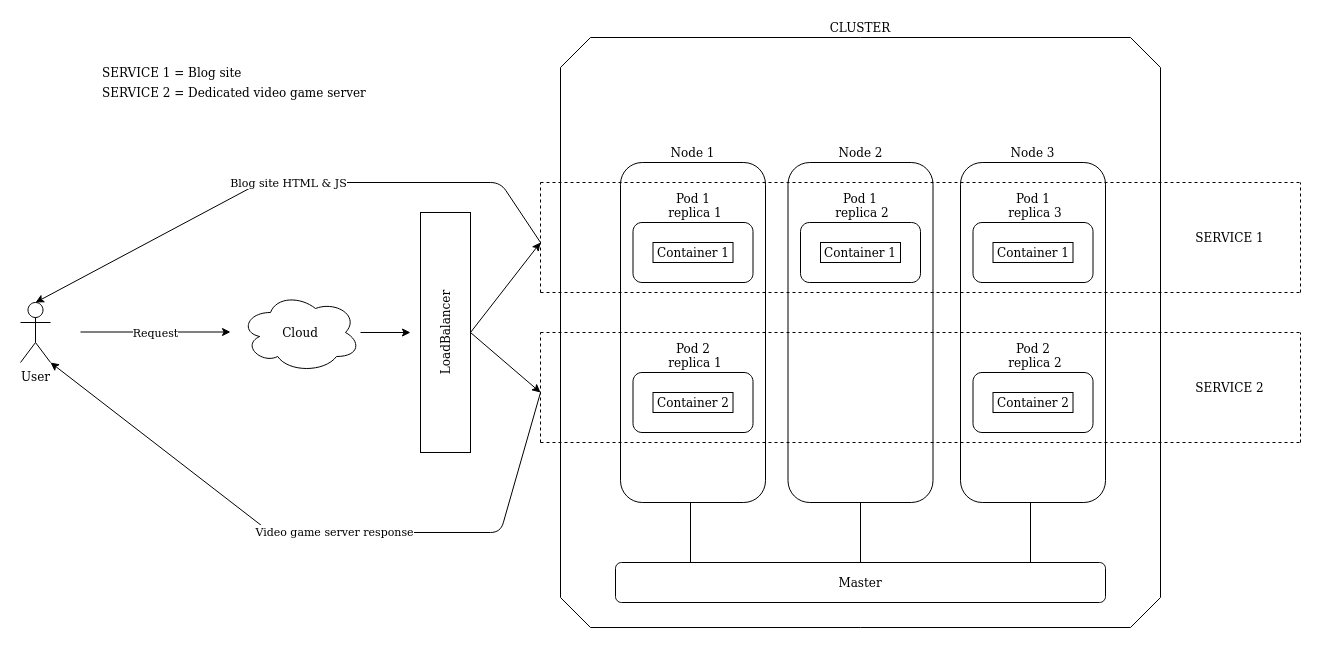 CLUSTER
SERVICE 1 = Blog site
SERVICE 2 = Dedicated video game server
Node 1
Node 2
Node 3
Blog site HTML & JS
Pod 1
replica 1
Pod 1
replica 2
Pod 1
replica 3
Container 1
Container 1
Container 1
SERVICE 1
Request
Cloud
LoadBalancer
User
Pod 2
replica 1
Pod 2
replica 2
Container 2
Container 2
SERVICE 2
Video game server response
Master